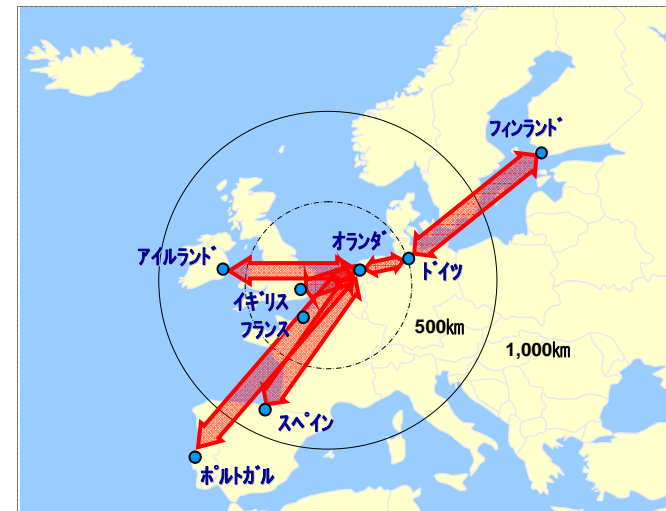 フィンランド
オランダ
アイルランド
ドイツ
イギリス
フランス
500㎞
1,000㎞
スペイン
ポルトガル